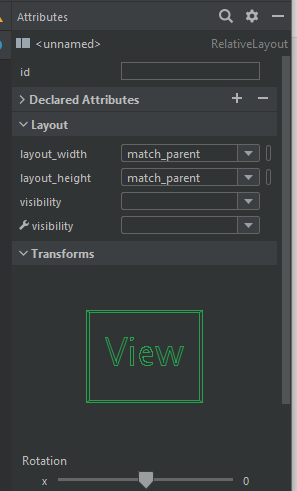 Attributes
<unnamed> RelativeLayout
id
Declared Attributes
Layout
layout_width match_parent
layout_height match_parent
visibility
visibility
Transforms
View
Rotation
x 0